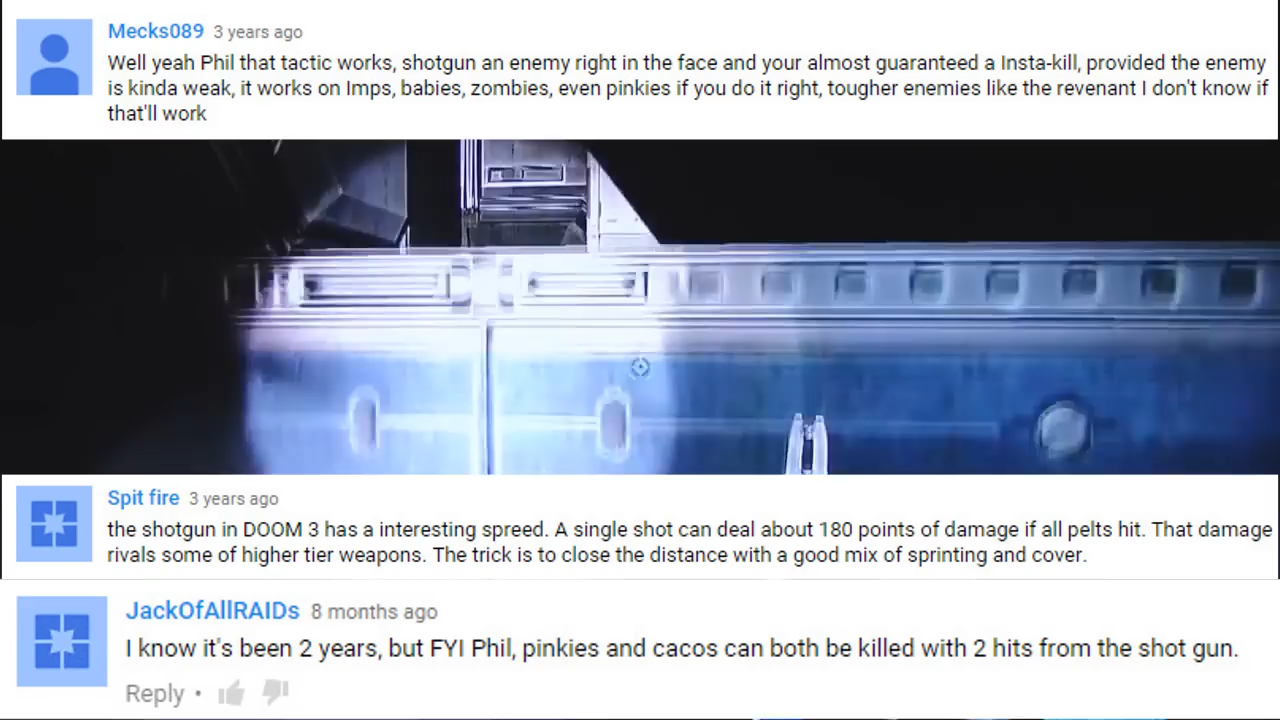 Mecks089 3 years ago
Well yeah Phil that tactic works, shotgun an enemy right in the face and your almost guaranteed a Insta-kill, provided the enemy
is kinda weak, it works on Imps, babies, zombies, even pinkies if you do it right, tougher enemies like the revenant I don't know if
that'll work
Spit fire 3 years ago
the shotgun in DOOM 3 has a interesting spreed. A single shot can deal about 180 points of damage if all pelts hit. That damage
rivals some of higher tier weapons. The trick is to close the distance with a good mix of sprinting and cover.
JackOfAllRAIDs 8 months ago
I know it's been 2 years, but FYI Phil, pinkies and cacos can both be killed with 2 hits from the shot gun.
Reply •